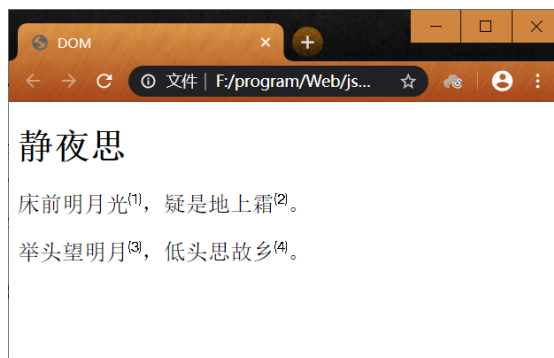 DOM
文件 | F:/program/Web/js...
静夜思
床前明月光⑴，疑是地上霜⑵。
举头望明月⑶，低头思故乡⑷。